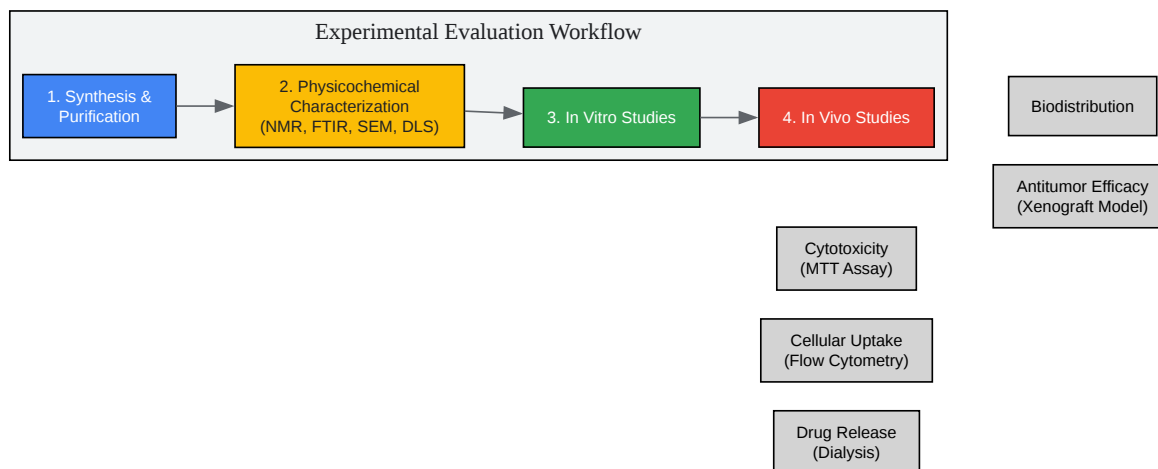 Experimental Evaluation Workflow
1. Synthesis &
Purification
2. Physicochemical
Characterization
(NMR, FTIR, SEM, DLS)
3. In Vitro Studies
4. In Vivo Studies
Biodistribution
Antitumor Efficacy
(Xenograft Model)
Cytotoxicity
(MTT Assay)
Cellular Uptake
(Flow Cytometry)
Drug Release
(Dialysis)